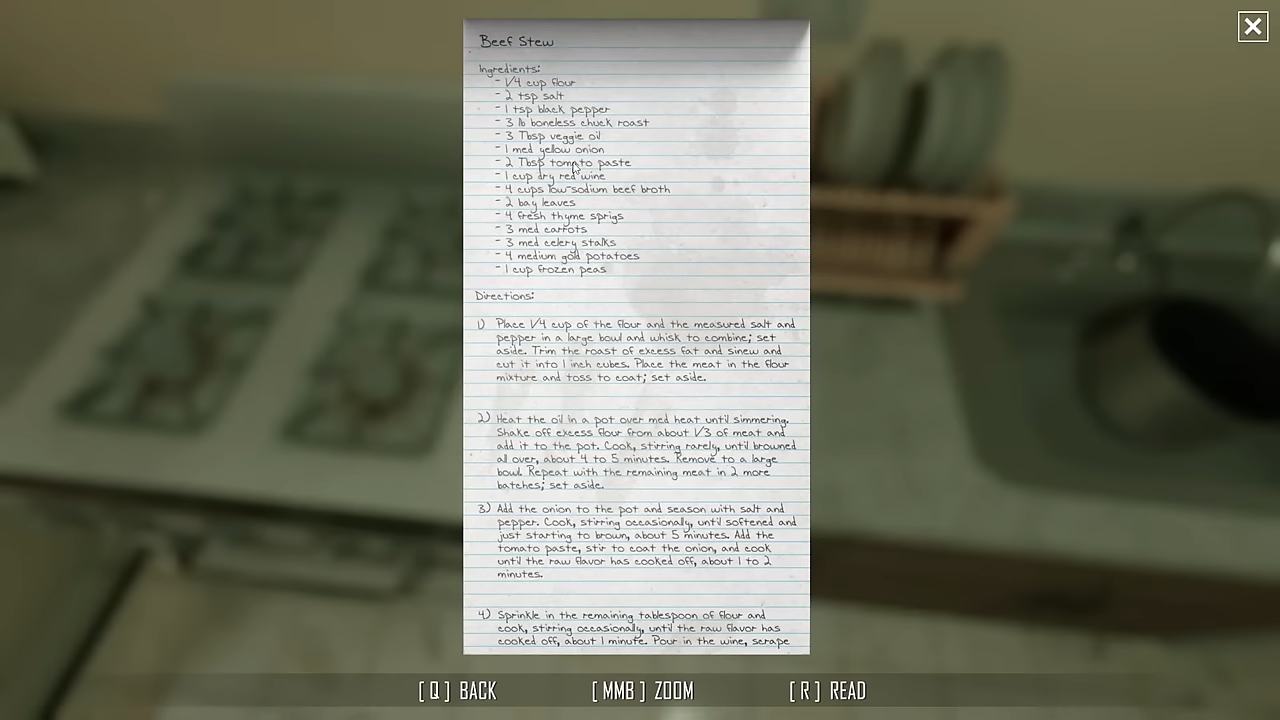 Beef Stew
Ingredients:
- 1/4 cup flour
- 2 tsp salt
- 1 tsp black pepper
- 3 lb boneless chuck roast
- 3 Tbsp veggie oil
- 1 med yellow onion
- 2 Tbsp tomato paste
- 1 cup dry red wine
- 4 cups low-sodium beef broth
- 2 bay leaves
- 4 fresh thyme sprigs
- 3 med carrots
- 3 med celery stalks
- 4 medium gold potatoes
- 1 cup frozen peas
Directions:
1) Place 1/4 cup of the flour and the measured salt and
pepper in a large bowl and whisk to combine; set
aside. Trim the roast of excess fat and sinew and
cut it into 1 inch cubes. Place the meat in the flour
mixture and toss to coat; set aside.
2) Heat the oil in a pot over med heat until simmering.
Shake off excess flour from about 1/3 of meat and
add it to the pot. Cook, stirring rarely, until browned
all over, about 4 to 5 minutes. Remove to a large
bowl. Repeat with the remaining meat in 2 more
batches; set aside.
3) Add the onion to the pot and season with salt and
pepper. Cook, stirring occasionally, until softened and
just starting to brown, about 5 minutes. Add the
tomato paste, stir to coat the onion, and cook
until the raw flavor has cooked off, about 1 to 2
minutes.
4) Sprinkle in the remaining tablespoon of flour and
cook, stirring occasionally, until the raw flavor has
cooked off, about 1 minute. Pour in the wine, scrape
[ Q ] BACK
[ MMB ] ZOOM
[ R ] READ